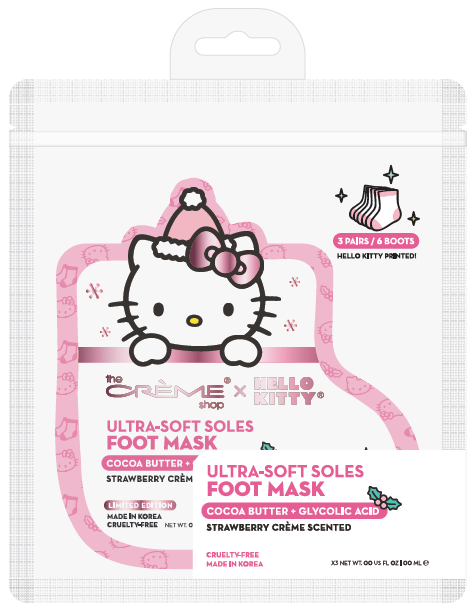 3 PAIRS / 6 BOOTS
HELLO KITTY PRINTED!
the
CRÈME®
shop
X
HELLO
KITTY®
ULTRA-SOFT SOLES
FOOT MASK
COCOA BUTTER +
STRAWBERRY CRÈM
LIMITED EDITION
MADE IN KOREA
CRUELTY-FREE NET WT. 0
ULTRA-SOFT SOLES
FOOT MASK
COCOA BUTTER + GLYCOLIC ACID
STRAWBERRY CRÈME SCENTED
CRUELTY-FREE
MADE IN KOREA
X3 NET WT. 00 US FL OZ | 00 ML ℮